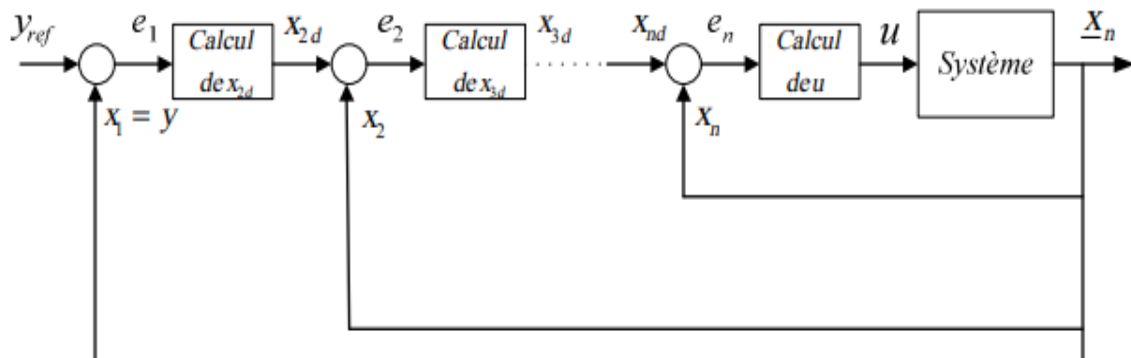 y_ref
e_1
Calcul
de x_2d
x_2d
e_2
Calcul
de x_3d
x_3d
x_nd
e_n
Calcul
deu
u
Système
x_n
x_1 = y
x_2
x_n